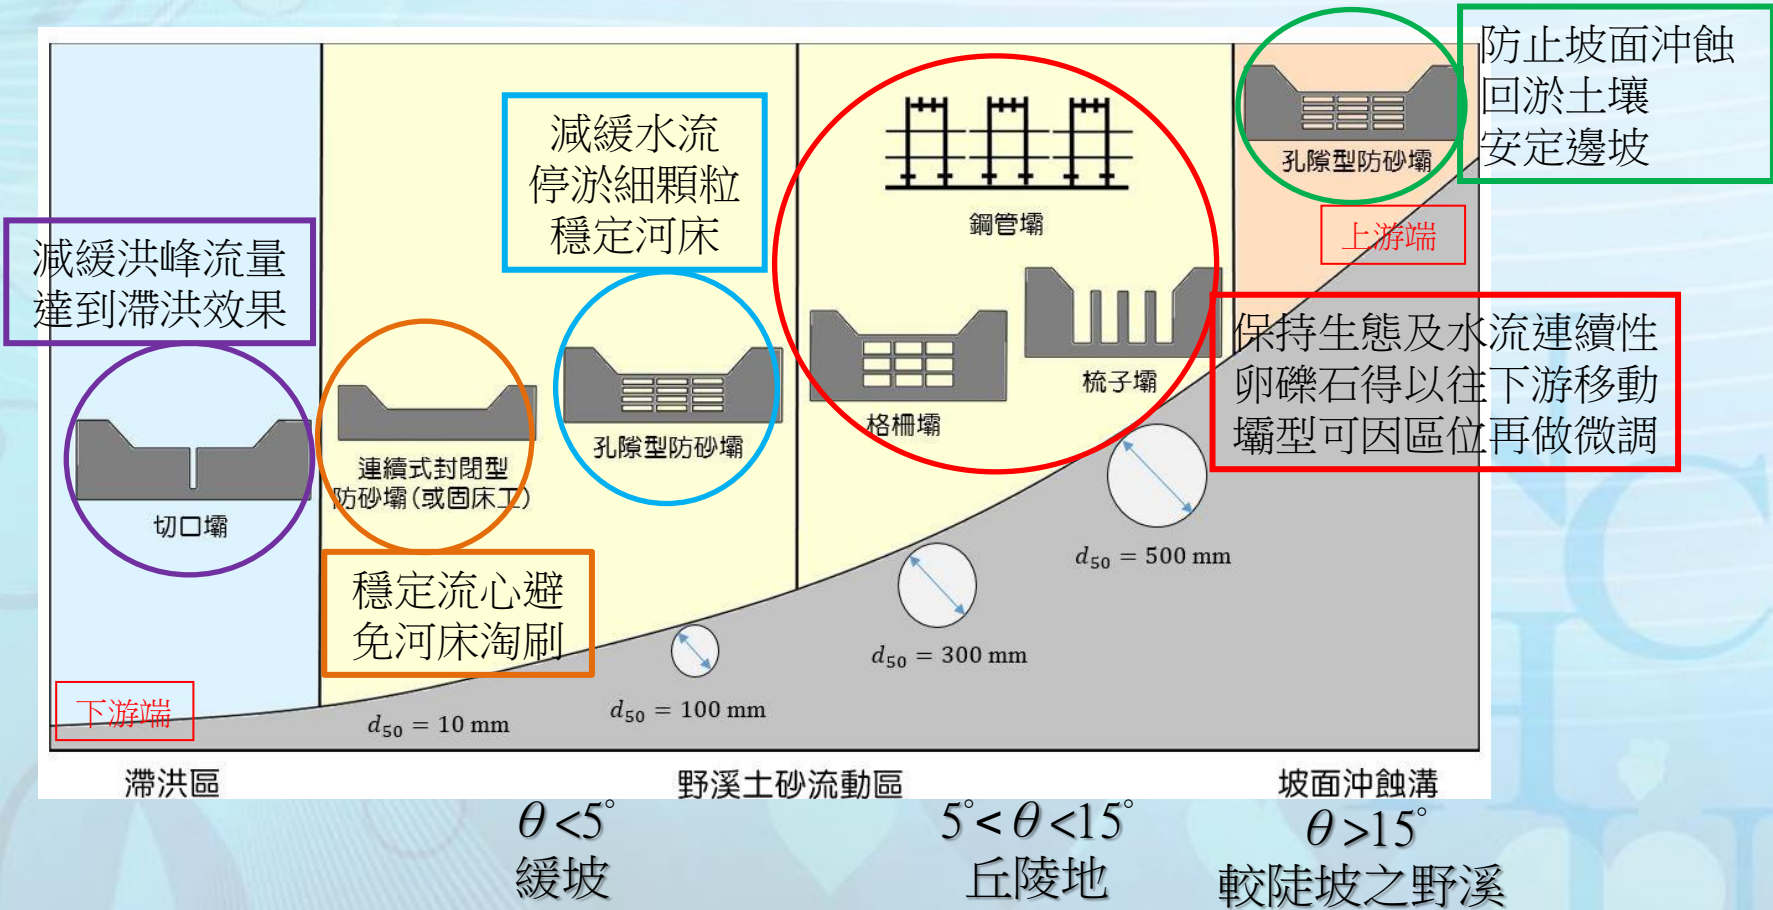 防止坡面沖蝕
回淤土壤
安定邊坡
孔隙型防砂壩
上游端
減緩水流
停淤細顆粒
穩定河床
鋼管壩
減緩洪峰流量
達到滯洪效果
保持生態及水流連續性
卵礫石得以往下游移動
壩型可因區位再做微調
梳子壩
格柵壩
孔隙型防砂壩
連續式封閉型
防砂壩(或固床工)
切口壩
穩定流心避
免河床淘刷
下游端
d₅₀ = 10 mm
d₅₀ = 100 mm
d₅₀ = 300 mm
d₅₀ = 500 mm
滯洪區
野溪土砂流動區
坡面沖蝕溝
θ<5°
緩坡
5°<θ<15°
丘陵地
θ>15°
較陡坡之野溪